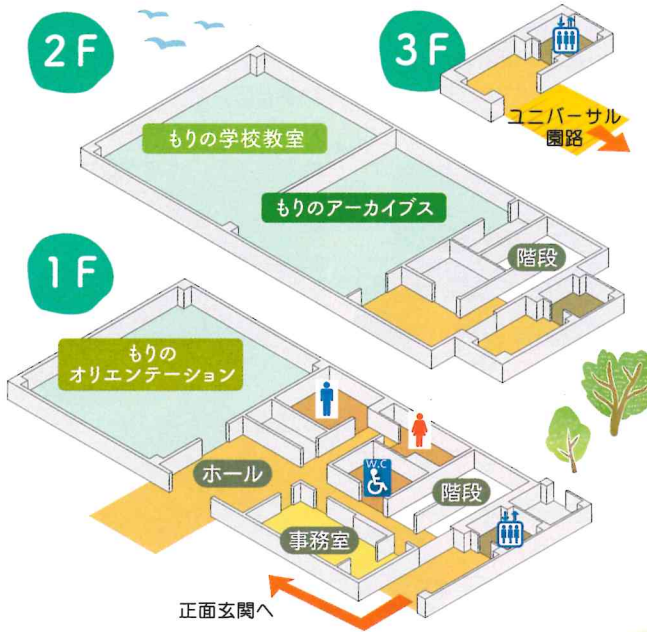 2F
3F
ユニバーサル
園路
もりの学校教室
もりのアーカイブス
階段
1F
もりの
オリエンテーション
W.C
ホール
階段
事務室
正面玄関へ